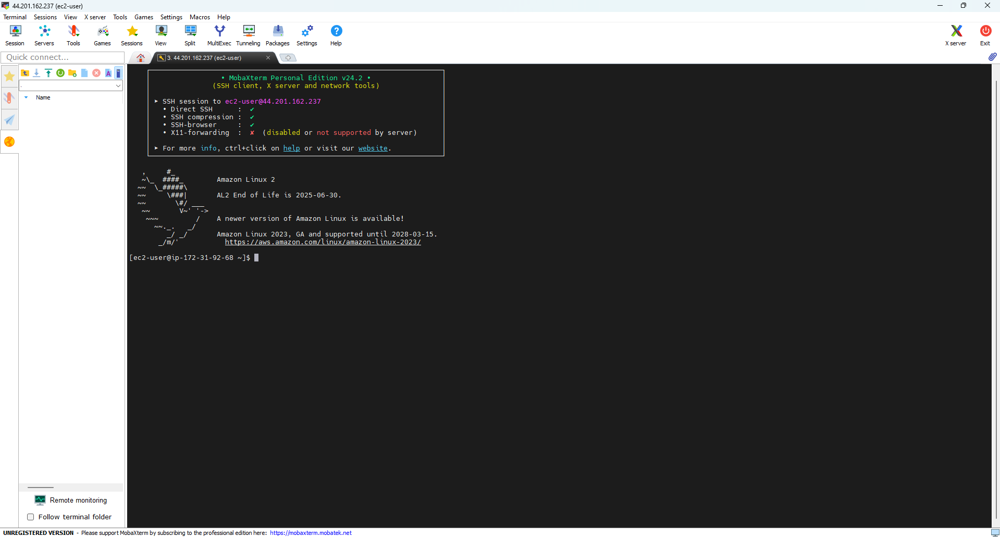 44.201.162.237 (ec2-user)
Terminal Sessions View X server Tools Games Settings Macros Help
Session Servers Tools Games Sessions View Split MultiExec Tunneling Packages Settings Help X server Exit
Quick connect...
3. 44.201.162.237 (ec2-user)
.
Name
• MobaXterm Personal Edition v24.2 •
(SSH client, X server and network tools)
➤ SSH session to ec2-user@44.201.162.237
• Direct SSH : ✔
• SSH compression : ✔
• SSH-browser : ✔
• X11-forwarding : ✘ (disabled or not supported by server)
➤ For more info, ctrl+click on help or visit our website.
   ,     #_
   ~\_  ####_        Amazon Linux 2
  ~~  \_#####\
  ~~     \###|       AL2 End of Life is 2025-06-30.
  ~~       \#/ ___
   ~~       V~' '->
    ~~~         /    A newer version of Amazon Linux is available!
      ~~._.   _/
         _/ _/       Amazon Linux 2023, GA and supported until 2028-03-15.
       _/m/'           https://aws.amazon.com/linux/amazon-linux-2023/
[ec2-user@ip-172-31-92-68 ~]$
Remote monitoring
Follow terminal folder
UNREGISTERED VERSION - Please support MobaXterm by subscribing to the professional edition here: https://mobaxterm.mobatek.net